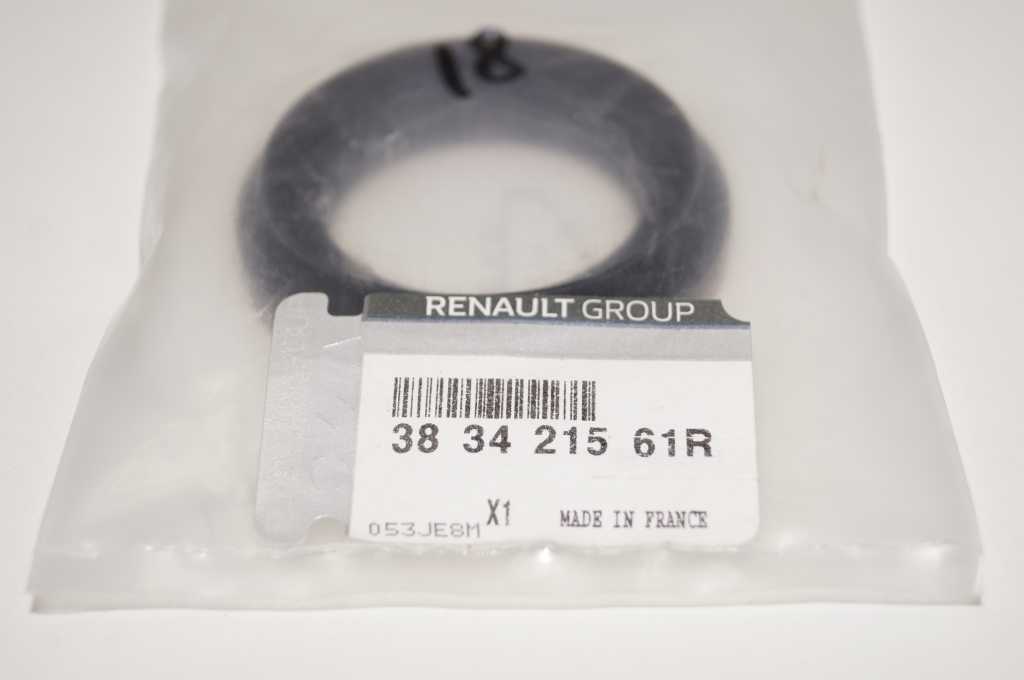 18
RENAULT GROUP
38 34 215 61R
X1
053JE8M
MADE IN FRANCE